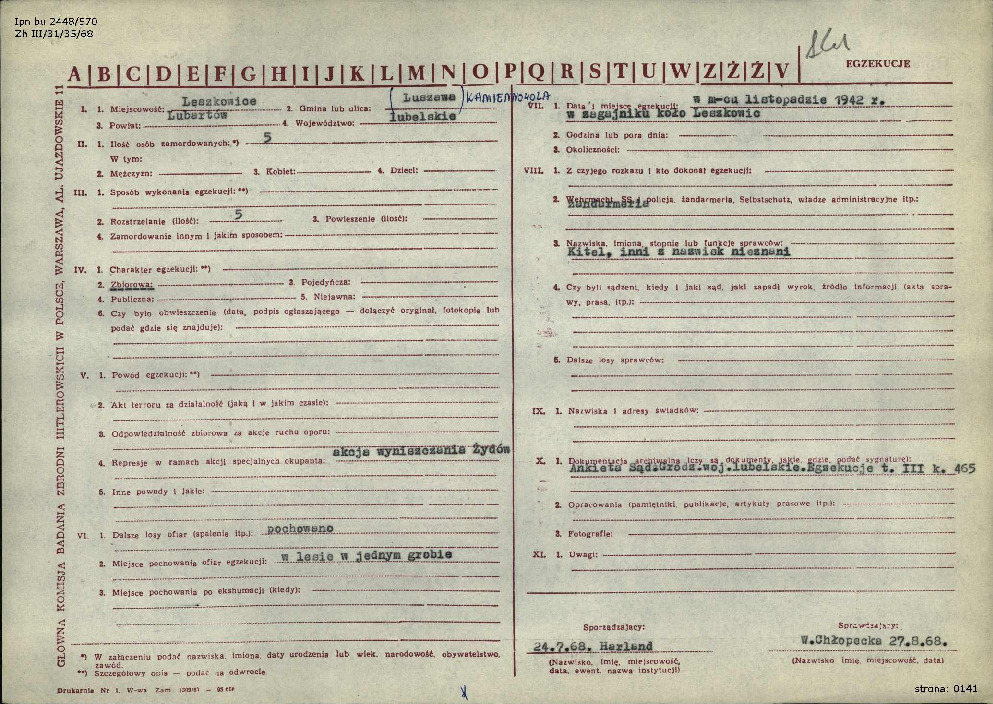 Ipn bu 2448/570
Zh III/31/35/68
A|B|C|D|E|F|G|H|I|J|K|L|M|N|O|P|Q|R|S|T|U|W|Z|Ż|Ź|V
EGZEKUCJE
GŁÓWNA KOMISJA BADANIA ZBRODNI HITLEROWSKICH W POLSCE, WARSZAWA, AL. UJAZDOWSKIE 11
I. 1. Miejscowość: Leszkowice 2. Gmina lub ulica: (Luszawa) KAMIENOWOLA
3. Powiat: Lubartów 4. Województwo: lubelskie
II. 1. Ilość osób zamordowanych:*) 5
W tym:
2. Mężczyzn: 3. Kobiet: 4. Dzieci:
III. 1. Sposób wykonania egzekucji:**)
2. Rozstrzelanie (ilość): 5 3. Powieszenie (ilość):
4. Zamordowanie innym i jakim sposobem:
IV. 1. Charakter egzekucji:**)
2. Zbiorowa: 3. Pojedyńcza:
4. Publiczna: 5. Niejawna:
6. Czy było obwieszczenie (data, podpis ogłaszającego — dołączyć oryginał, fotokopię lub
podać gdzie się znajduje):
V. 1. Powód egzekucji:**)
2. Akt terroru za działalność (jaką i w jakim czasie):
3. Odpowiedzialność zbiorowa za akcję ruchu oporu:
4. Represje w ramach akcji specjalnych okupanta: akcja wyniszczania Żydów
5. Inne powody i jakie:
VI. 1. Dalsze losy ofiar (spalenie itp.): pochowano
2. Miejsce pochowania ofiar egzekucji: w lesie w jednym grobie
3. Miejsce pochowania po ekshumacji (kiedy):
*) W załączeniu podać nazwiska, imiona, daty urodzenia lub wiek, narodowość, obywatelstwo,
zawód.
**) Szczegółowy opis — podać na odwrocie.
Drukarnia Nr 1. W-wa Zam.
VII. 1. Data i miejsce egzekucji: w m-cu listopadzie 1942 r.
w zagajniku koło Leszkowic
2. Godzina lub pora dnia:
3. Okoliczności:
VIII. 1. Z czyjego rozkazu i kto dokonał egzekucji:
2. Wehrmacht, SS, policja, żandarmeria, Selbstschutz, władze administracyjne itp.:
żandarmeria
3. Nazwiska, imiona, stopnie lub funkcje sprawców:
Kitel, inni z nazwisk nieznani
4. Czy byli sądzeni, kiedy i jaki sąd, jaki zapadł wyrok, źródło informacji (akta spra-
wy, prasa, itp.):
5. Dalsze losy sprawców:
IX. 1. Nazwiska i adresy świadków:
X. 1. Dokumentacja archiwalna (czy są dokumenty, jakie, gdzie, podać sygnaturę):
Ankieta Sąd.Grodz.woj.lubelskie.Egzekucje t. III k. 465
2. Opracowania (pamiętniki, publikacje, artykuły prasowe itp.):
3. Fotografie:
XI. 1. Uwagi:
Sporządzający:
24.7.68. Harland
(Nazwisko, imię, miejscowość,
data, ewent. nazwa instytucji)
Sprawdzający:
W.Chłopecka 27.8.68.
(Nazwisko imię, miejscowość, data)
strona: 0141